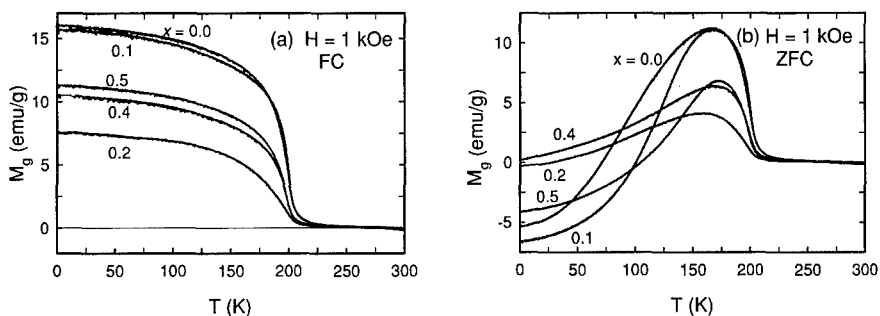 (a) H = 1 kOe
FC
x = 0.0
0.1
0.5
0.4
0.2
15
10
5
0
0 50 100 150 200 250 300
T (K)
M_g (emu/g)
(b) H = 1 kOe
ZFC
x = 0.0
0.4
0.2
0.5
0.1
10
5
0
-5
0 50 100 150 200 250 300
T (K)
M_g (emu/g)